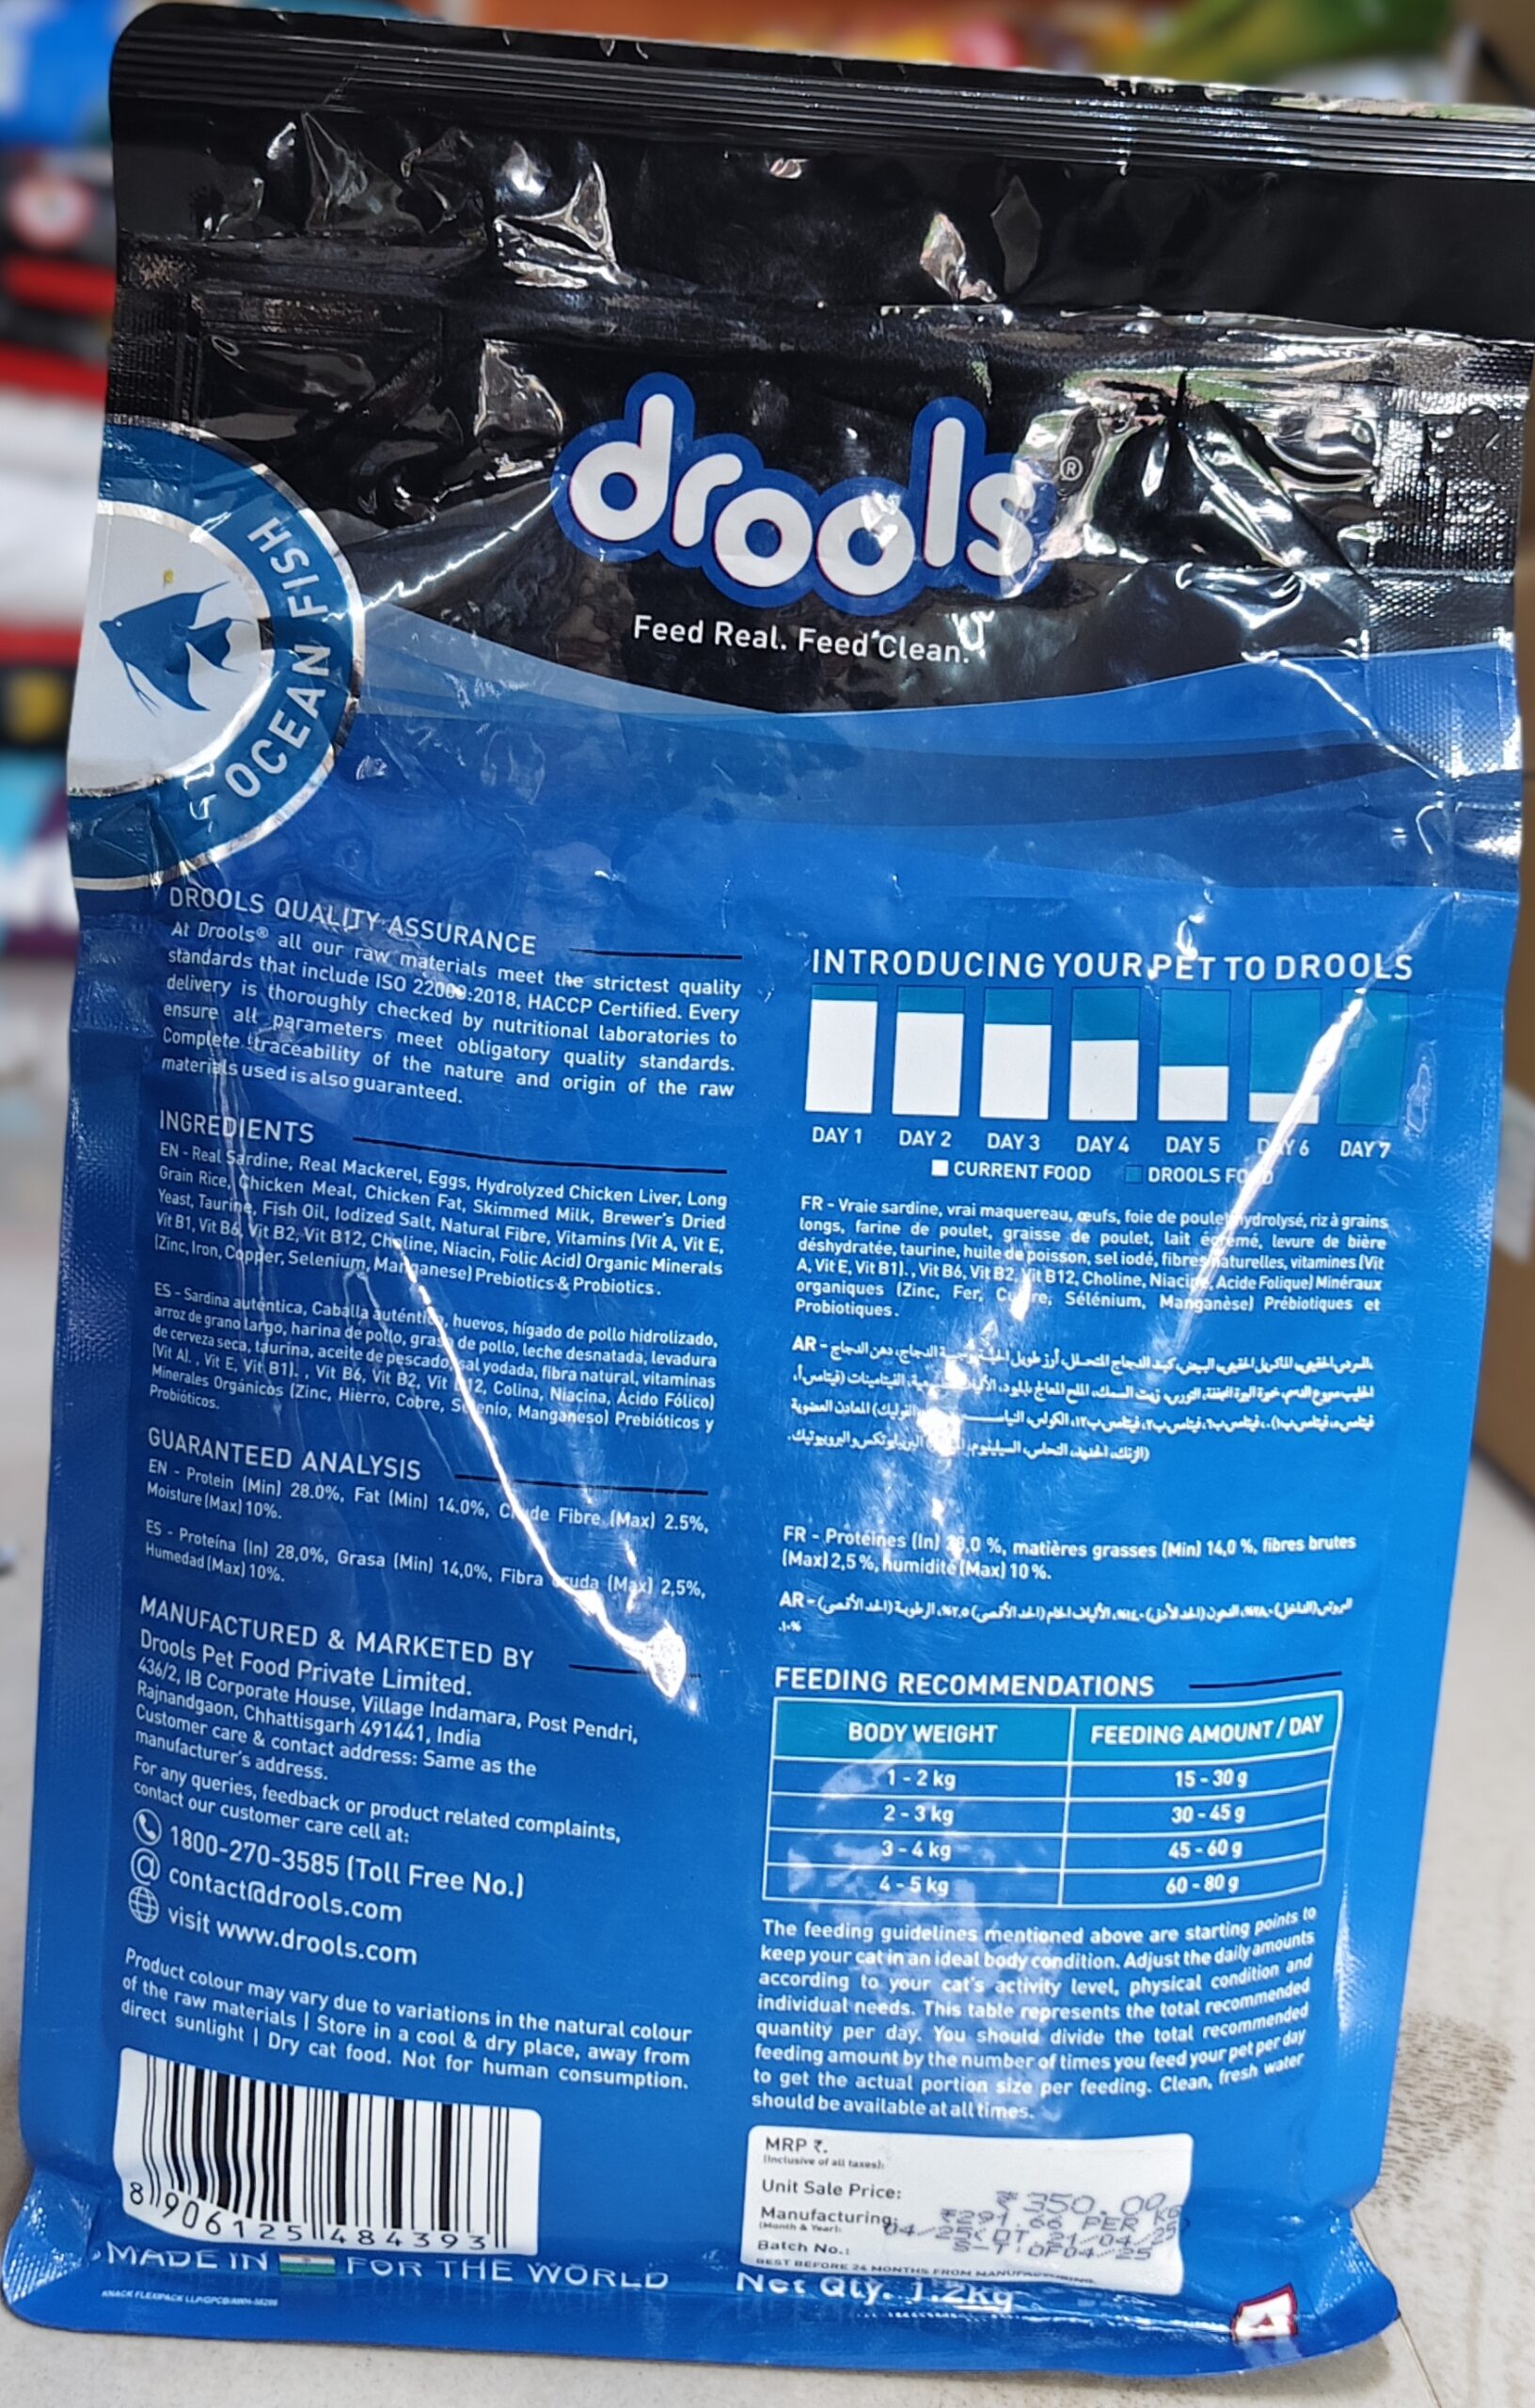 drools®
Feed Real. Feed Clean.
OCEAN FISH
DROOLS QUALITY ASSURANCE
At Drools® all our raw materials meet the strictest quality
standards that include ISO 22000:2018, HACCP Certified. Every
delivery is thoroughly checked by nutritional laboratories to
ensure all parameters meet obligatory quality standards.
Complete traceability of the nature and origin of the raw
materials used is also guaranteed.
INGREDIENTS
EN - Real Sardine, Real Mackerel, Eggs, Hydrolyzed Chicken Liver, Long
Grain Rice, Chicken Meal, Chicken Fat, Skimmed Milk, Brewer's Dried
Yeast, Taurine, Fish Oil, Iodized Salt, Natural Fibre, Vitamins (Vit A, Vit E,
Vit B1, Vit B6, Vit B2, Vit B12, Choline, Niacin, Folic Acid) Organic Minerals
(Zinc, Iron, Copper, Selenium, Manganese) Prebiotics & Probiotics.
ES - Sardina auténtica, Caballa auténtica, huevos, hígado de pollo hidrolizado,
arroz de grano largo, harina de pollo, grasa de pollo, leche desnatada, levadura
de cerveza seca, taurina, aceite de pescado, sal yodada, fibra natural, vitaminas
(Vit A). , Vit E, Vit B1). , Vit B6, Vit B2, Vit B12, Colina, Niacina, Ácido Fólico)
Minerales Orgánicos (Zinc, Hierro, Cobre, Selenio, Manganeso) Prebióticos y
Probióticos.
GUARANTEED ANALYSIS
EN - Protein (Min) 28.0%, Fat (Min) 14.0%, Crude Fibre (Max) 2.5%,
Moisture (Max) 10%.
ES - Proteína (In) 28,0%, Grasa (Min) 14,0%, Fibra cruda (Max) 2,5%,
Humedad (Max) 10%.
MANUFACTURED & MARKETED BY
Drools Pet Food Private Limited.
436/2, IB Corporate House, Village Indamara, Post Pendri,
Rajnandgaon, Chhattisgarh 491441, India
Customer care & contact address: Same as the
manufacturer's address.
For any queries, feedback or product related complaints,
contact our customer care cell at:
1800-270-3585 (Toll Free No.)
contact@drools.com
visit www.drools.com
Product colour may vary due to variations in the natural colour
of the raw materials | Store in a cool & dry place, away from
direct sunlight | Dry cat food. Not for human consumption.
8 906125 484393
MADE IN FOR THE WORLD
INTRODUCING YOUR PET TO DROOLS
DAY 1 DAY 2 DAY 3 DAY 4 DAY 5 DAY 6 DAY 7
CURRENT FOOD DROOLS FOOD
FR - Vraie sardine, vrai maquereau, œufs, foie de poulet hydrolysé, riz à grains
longs, farine de poulet, graisse de poulet, lait écrémé, levure de bière
déshydratée, taurine, huile de poisson, sel iodé, fibres naturelles, vitamines (Vit
A, Vit E, Vit B1). , Vit B6, Vit B2, Vit B12, Choline, Niacine, Acide Folique) Minéraux
organiques (Zinc, Fer, Cuivre, Sélénium, Manganèse) Prébiotiques et
Probiotiques.
AR -
FR - Protéines (In) 28,0 %, matières grasses (Min) 14,0 %, fibres brutes
(Max) 2,5 %, humidité (Max) 10 %.
AR -
FEEDING RECOMMENDATIONS
BODY WEIGHT FEEDING AMOUNT / DAY
1 - 2 kg 15 - 30 g
2 - 3 kg 30 - 45 g
3 - 4 kg 45 - 60 g
4 - 5 kg 60 - 80 g
The feeding guidelines mentioned above are starting points to
keep your cat in an ideal body condition. Adjust the daily amounts
according to your cat's activity level, physical condition and
individual needs. This table represents the total recommended
quantity per day. You should divide the total recommended
feeding amount by the number of times you feed your pet per day
to get the actual portion size per feeding. Clean, fresh water
should be available at all times.
MRP ₹.
(Inclusive of all taxes):
₹ 350.00
Unit Sale Price:
₹291.66 PER KG
Manufacturing:
(Month & Year):
Batch No.:
BEST BEFORE 24 MONTHS FROM MANUFACTURING.
Net Qty. 1.2kg